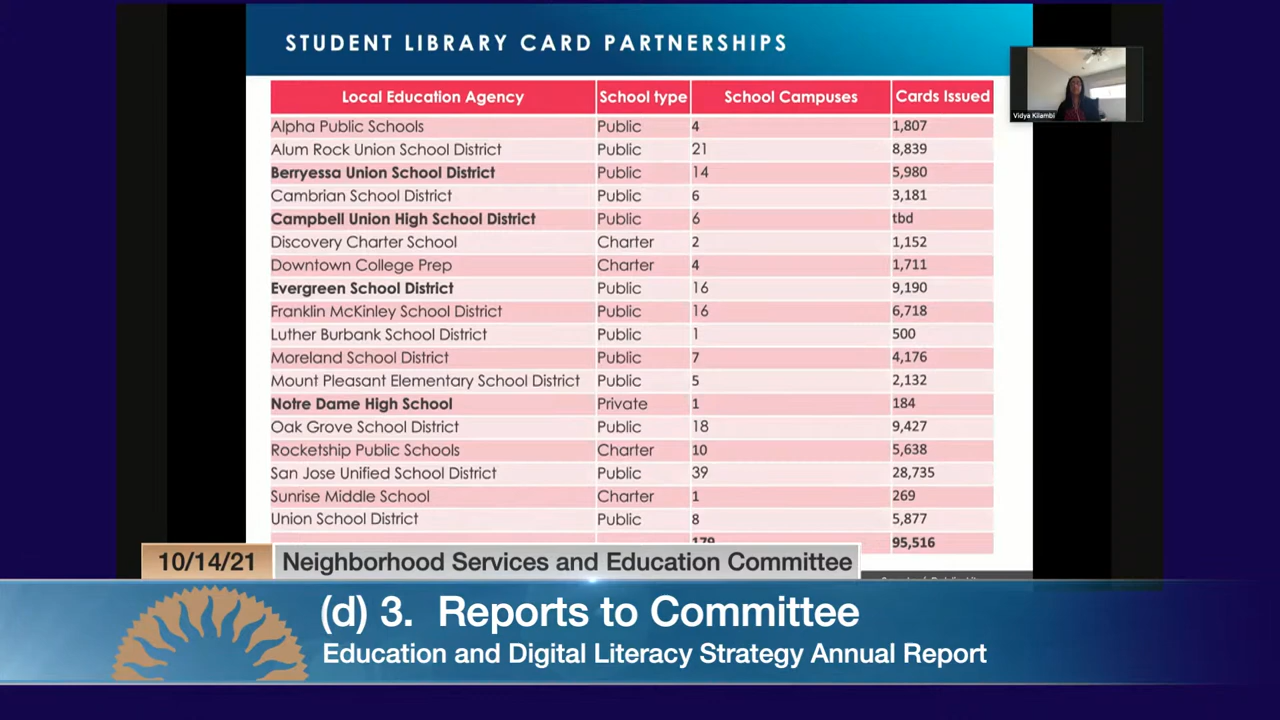 STUDENT LIBRARY CARD PARTNERSHIPS
Local Education Agency School type School Campuses Cards Issued
Vidya Kilambi
Alpha Public Schools Public 4 1,807
Alum Rock Union School District Public 21 8,839
Berryessa Union School District Public 14 5,980
Cambrian School District Public 6 3,181
Campbell Union High School District Public 6 tbd
Discovery Charter School Charter 2 1,152
Downtown College Prep Charter 4 1,711
Evergreen School District Public 16 9,190
Franklin McKinley School District Public 16 6,718
Luther Burbank School District Public 1 500
Moreland School District Public 7 4,176
Mount Pleasant Elementary School District Public 5 2,132
Notre Dame High School Private 1 184
Oak Grove School District Public 18 9,427
Rocketship Public Schools Charter 10 5,638
San Jose Unified School District Public 39 28,735
Sunrise Middle School Charter 1 269
Union School District Public 8 5,877
179 95,516
10/14/21 Neighborhood Services and Education Committee
(d) 3. Reports to Committee
Education and Digital Literacy Strategy Annual Report